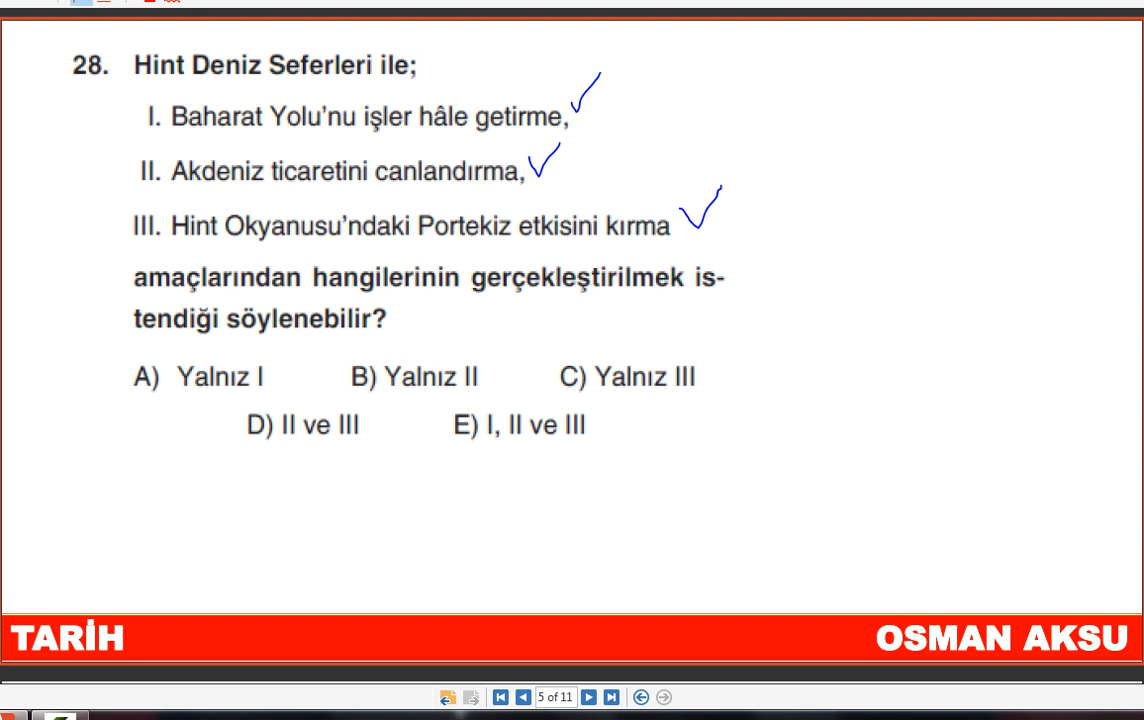 28. Hint Deniz Seferleri ile;
I. Baharat Yolu'nu işler hâle getirme,
II. Akdeniz ticaretini canlandırma,
III. Hint Okyanusu'ndaki Portekiz etkisini kırma
amaçlarından hangilerinin gerçekleştirilmek is-
tendiği söylenebilir?
A) Yalnız I B) Yalnız II C) Yalnız III
D) II ve III E) I, II ve III
TARİH OSMAN AKSU
5 of 11